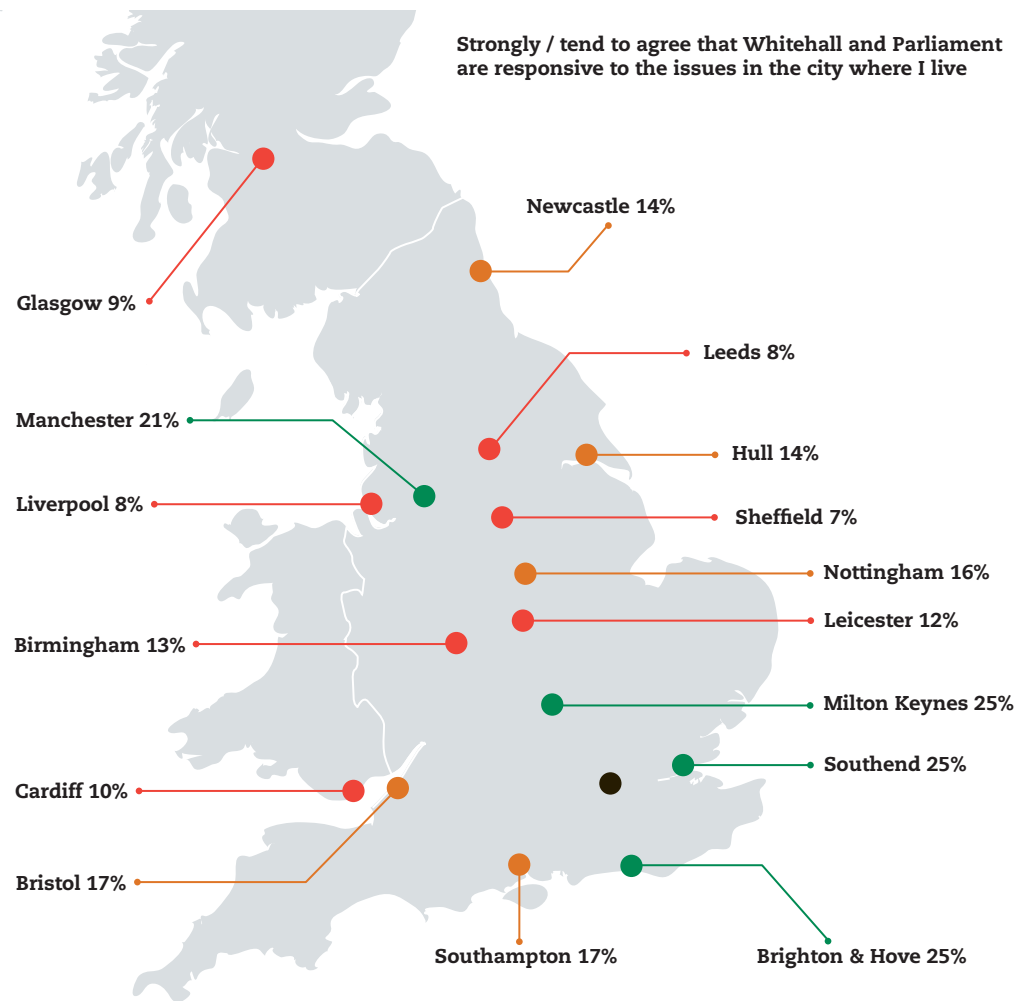 Strongly / tend to agree that Whitehall and Parliament
are responsive to the issues in the city where I live
Newcastle 14%
Glasgow 9%
Leeds 8%
Manchester 21%
Hull 14%
Liverpool 8%
Sheffield 7%
Nottingham 16%
Leicester 12%
Birmingham 13%
Milton Keynes 25%
Southend 25%
Cardiff 10%
Bristol 17%
Southampton 17%
Brighton & Hove 25%